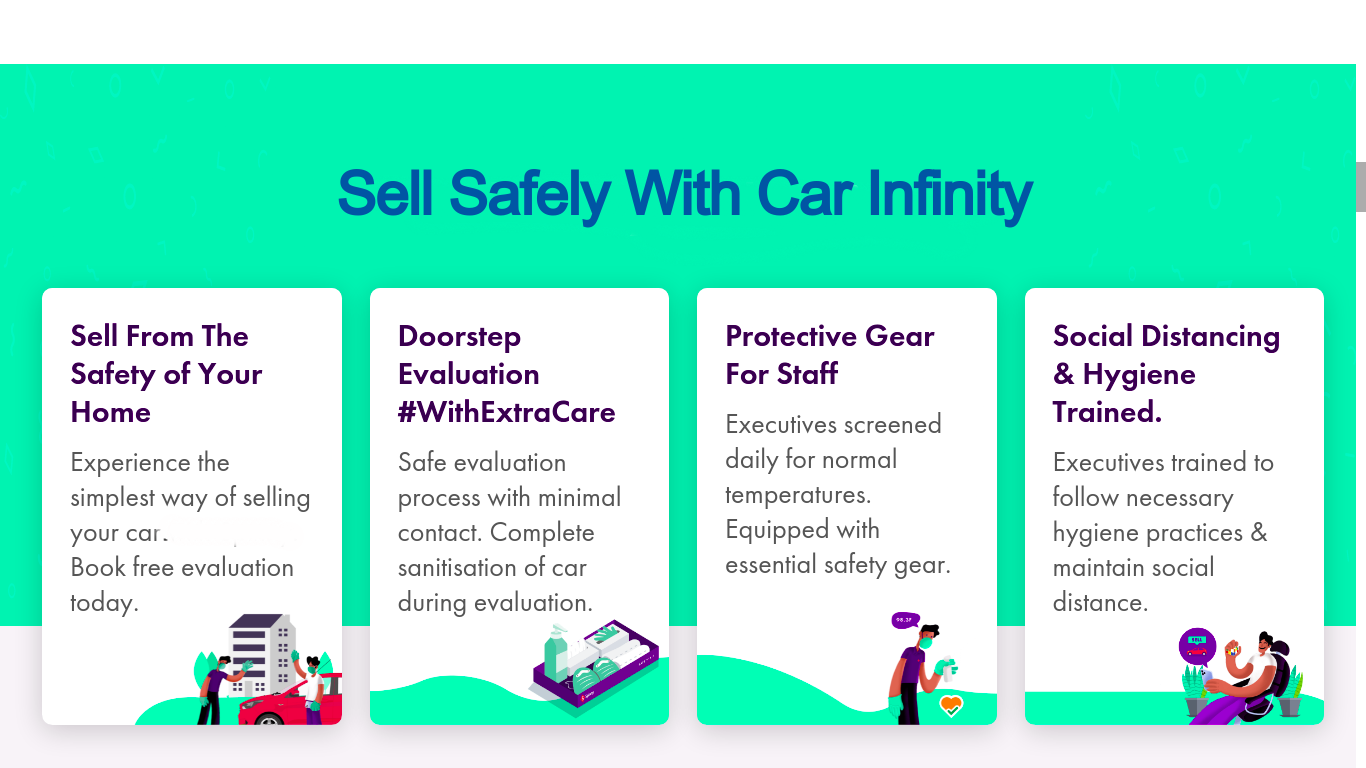 Sell Safely With Car Infinity
Sell From The
Safety of Your
Home
Experience the
simplest way of selling
your car.
Book free evaluation
today.
Doorstep
Evaluation
#WithExtraCare
Safe evaluation
process with minimal
contact. Complete
sanitisation of car
during evaluation.
Protective Gear
For Staff
Executives screened
daily for normal
temperatures.
Equipped with
essential safety gear.
98.3F
Social Distancing
& Hygiene
Trained.
Executives trained to
follow necessary
hygiene practices &
maintain social
distance.
SELL